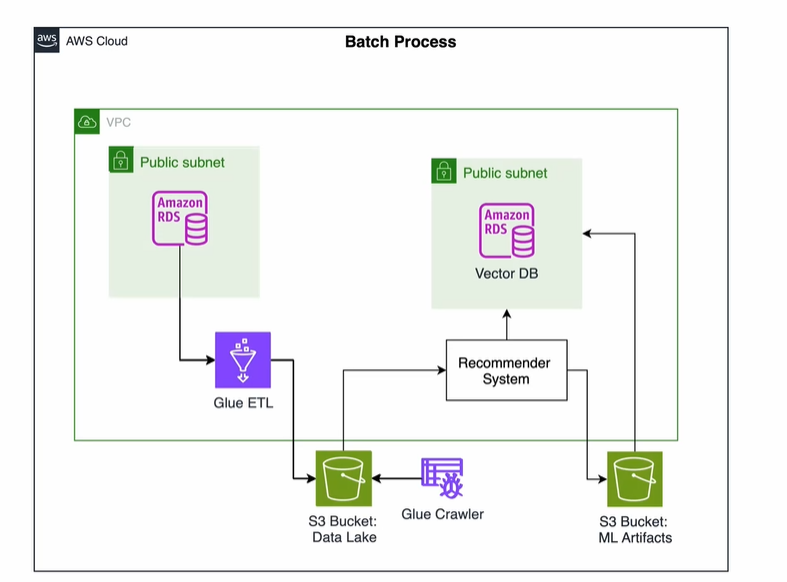 aws
AWS Cloud
Batch Process
VPC
Public subnet
Amazon
RDS
Public subnet
Amazon
RDS
Vector DB
Recommender
System
Glue ETL
S3 Bucket:
Data Lake
Glue Crawler
S3 Bucket:
ML Artifacts